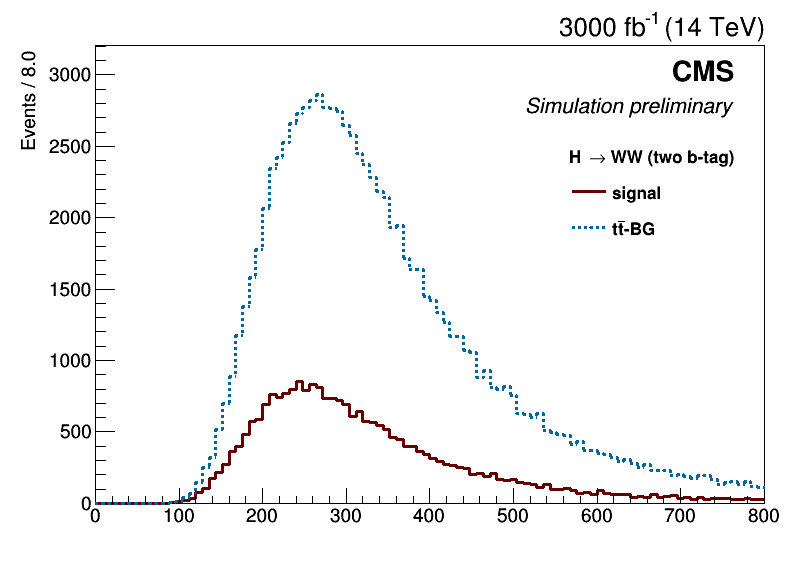 3000 fb⁻¹ (14 TeV)
Events / 8.0
CMS
Simulation preliminary
H → WW (two b-tag)
signal
tt̄-BG
3000
2500
2000
1500
1000
500
0
0 100 200 300 400 500 600 700 800